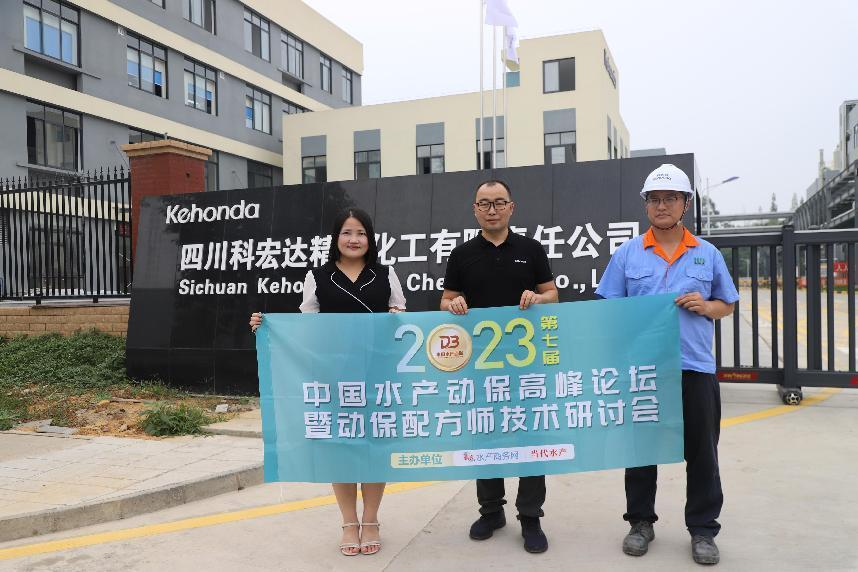 Kehonda
四川科宏达精 化工有 责任公司
Sichuan Keho Che o.,L
2023 第七届
中国水产动保高峰论坛
暨动保配方师技术研讨会
主办单位 水产商务网 当代水产